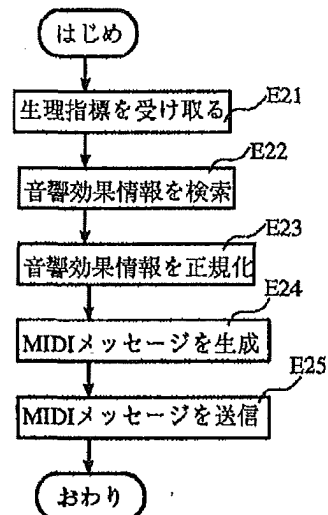 はじめ
生理指標を受け取る
E21
E22
音響効果情報を検索
E23
音響効果情報を正規化
E24
MIDIメッセージを生成
E25
MIDIメッセージを送信
おわり